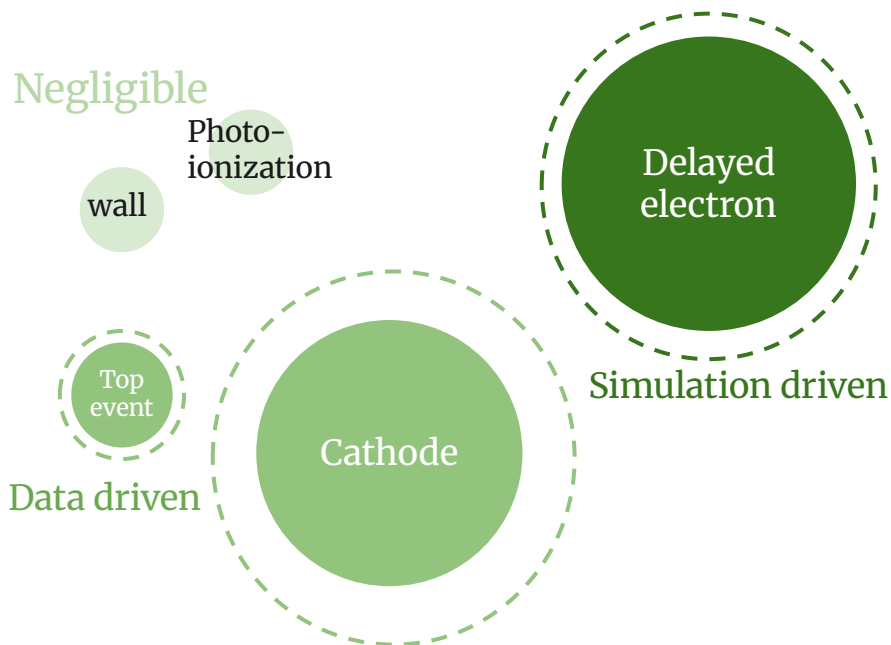 Negligible
Photo-
ionization
wall
Delayed
electron
Simulation driven
Top
event
Cathode
Data driven